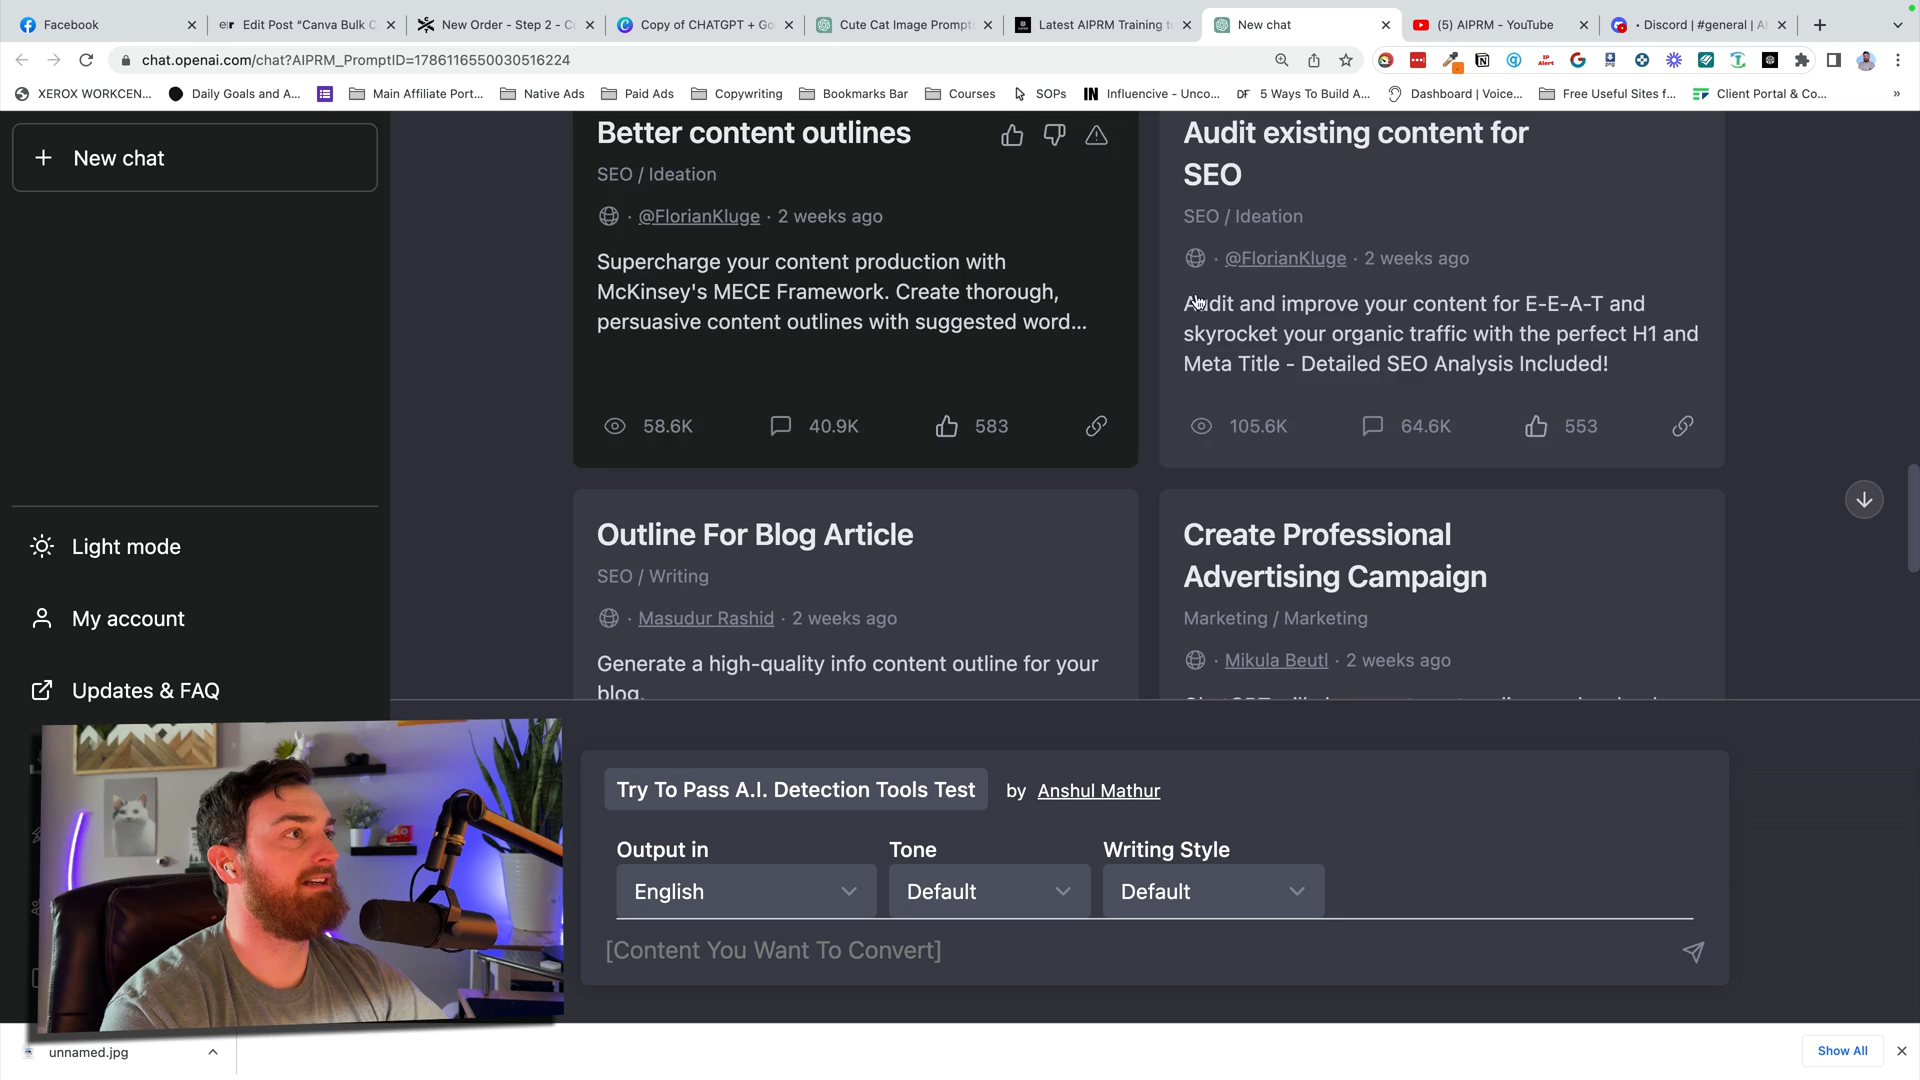 Facebook
Edit Post "Canva Bulk C
New Order - Step 2 - C
Copy of CHATGPT + Go
Cute Cat Image Prompt
Latest AIPRM Training t
New chat
(5) AIPRM - YouTube
• Discord | #general | A
chat.openai.com/chat?AIPRM_PromptID=1786116550030516224
XEROX WORKCEN...
Daily Goals and A...
Main Affiliate Port...
Native Ads
Paid Ads
Copywriting
Bookmarks Bar
Courses
SOPs
IN Influencive - Unco...
DF 5 Ways To Build A...
Dashboard | Voice...
Free Useful Sites f...
Client Portal & Co...
»
+ New chat
Light mode
My account
Updates & FAQ
Better content outlines
SEO / Ideation
· @FlorianKluge · 2 weeks ago
Supercharge your content production with
McKinsey's MECE Framework. Create thorough,
persuasive content outlines with suggested word...
58.6K 40.9K 583
Audit existing content for
SEO
SEO / Ideation
· @FlorianKluge · 2 weeks ago
Audit and improve your content for E-E-A-T and
skyrocket your organic traffic with the perfect H1 and
Meta Title - Detailed SEO Analysis Included!
105.6K 64.6K 553
Outline For Blog Article
SEO / Writing
· Masudur Rashid · 2 weeks ago
Generate a high-quality info content outline for your
blog.
Create Professional
Advertising Campaign
Marketing / Marketing
· Mikula Beutl · 2 weeks ago
Try To Pass A.I. Detection Tools Test by Anshul Mathur
Output in Tone Writing Style
English Default Default
[Content You Want To Convert]
unnamed.jpg
Show All